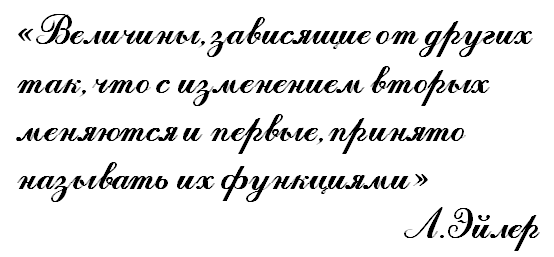 «Величины, зависящие от других
так, что с изменением вторых
меняются и первые, принято
называть их функциями»
Л.Эйлер